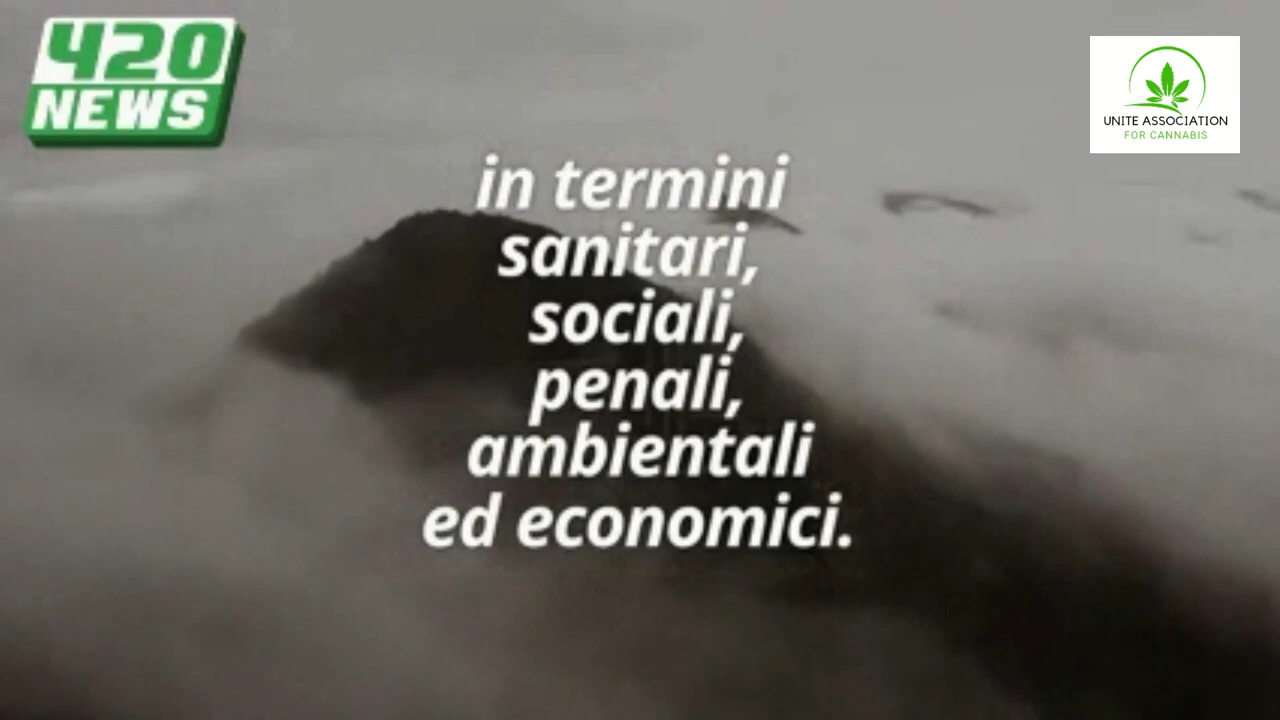 420
NEWS
UNITE ASSOCIATION
FOR CANNABIS
in termini
sanitari,
sociali,
penali,
ambientali
ed economici.